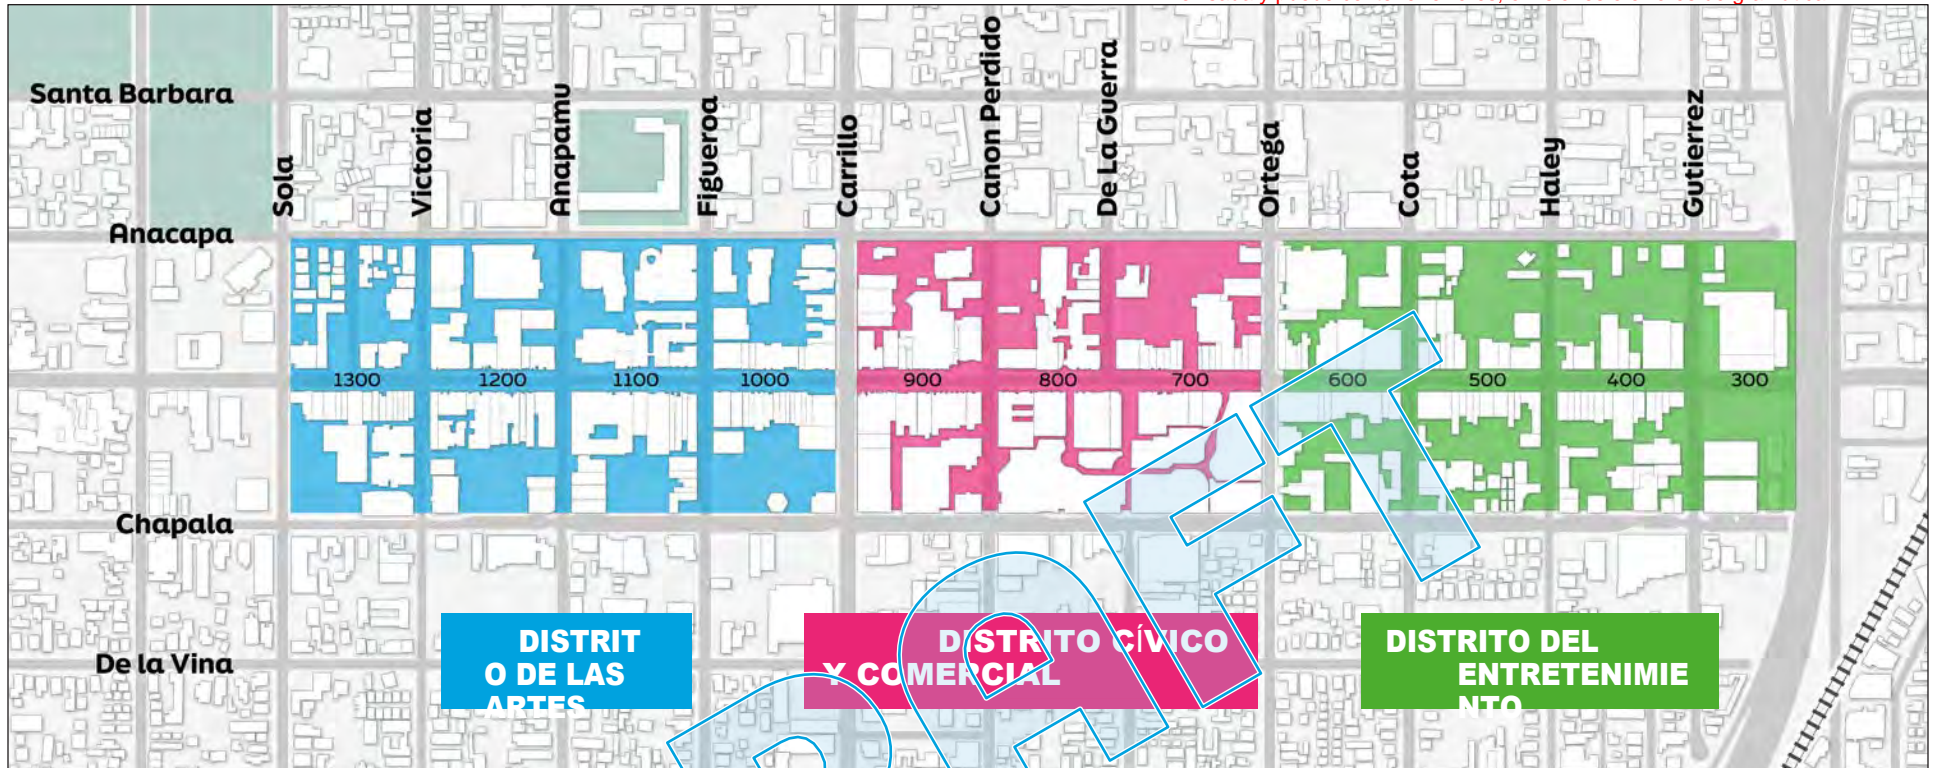 Santa Barbara
Anacapa
Chapala
De la Vina
Sola
Victoria
Anapamu
Figueroa
Carrillo
Canon Perdido
De La Guerra
Ortega
Cota
Haley
Gutierrez
1300
1200
1100
1000
900
800
700
600
500
400
300
DISTRIT
O DE LAS
ARTES
DISTRITO CÍVICO
Y COMERCIAL
DISTRITO DEL
ENTRETENIMIE
NTO